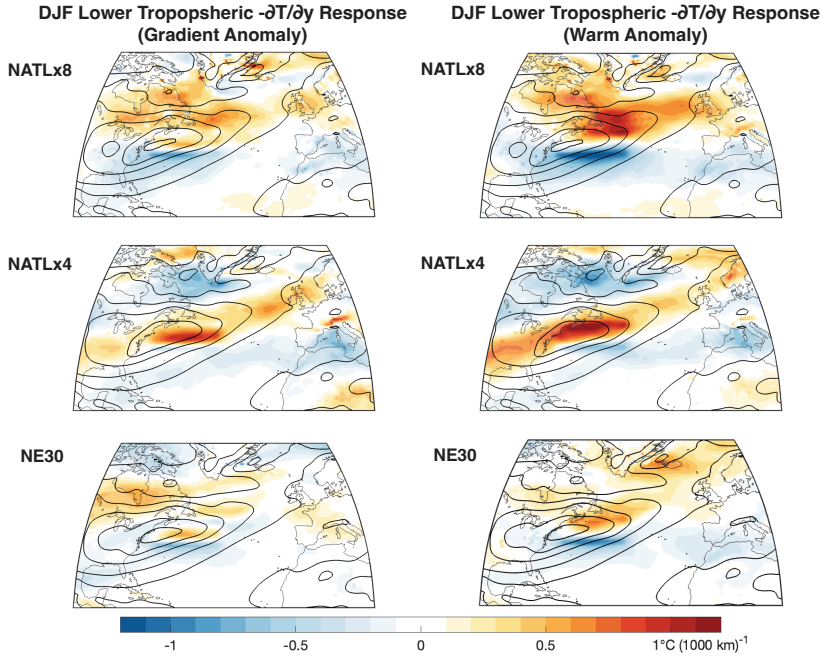 DJF Lower Tropopsheric -∂T/∂y Response
(Gradient Anomaly)
DJF Lower Tropospheric -∂T/∂y Response
(Warm Anomaly)
NATLx8
NATLx8
NATLx4
NATLx4
NE30
NE30
-1 -0.5 0 0.5 1°C (1000 km)⁻¹